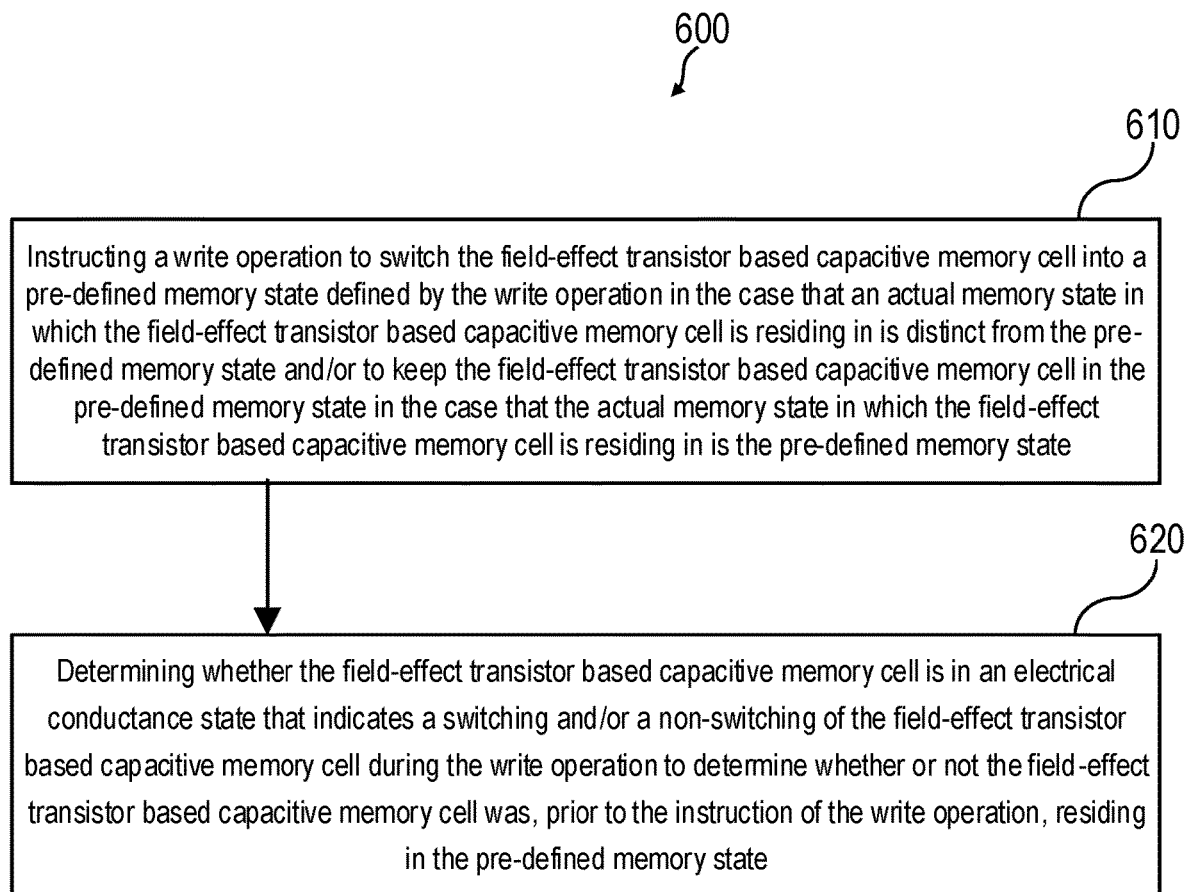 600
610
Instructing a write operation to switch the field-effect transistor based capacitive memory cell into a
pre-defined memory state defined by the write operation in the case that an actual memory state in
which the field-effect transistor based capacitive memory cell is residing in is distinct from the pre-
defined memory state and/or to keep the field-effect transistor based capacitive memory cell in the
pre-defined memory state in the case that the actual memory state in which the field-effect
transistor based capacitive memory cell is residing in is the pre-defined memory state
620
Determining whether the field-effect transistor based capacitive memory cell is in an electrical
conductance state that indicates a switching and/or a non-switching of the field-effect transistor
based capacitive memory cell during the write operation to determine whether or not the field-effect
transistor based capacitive memory cell was, prior to the instruction of the write operation, residing
in the pre-defined memory state